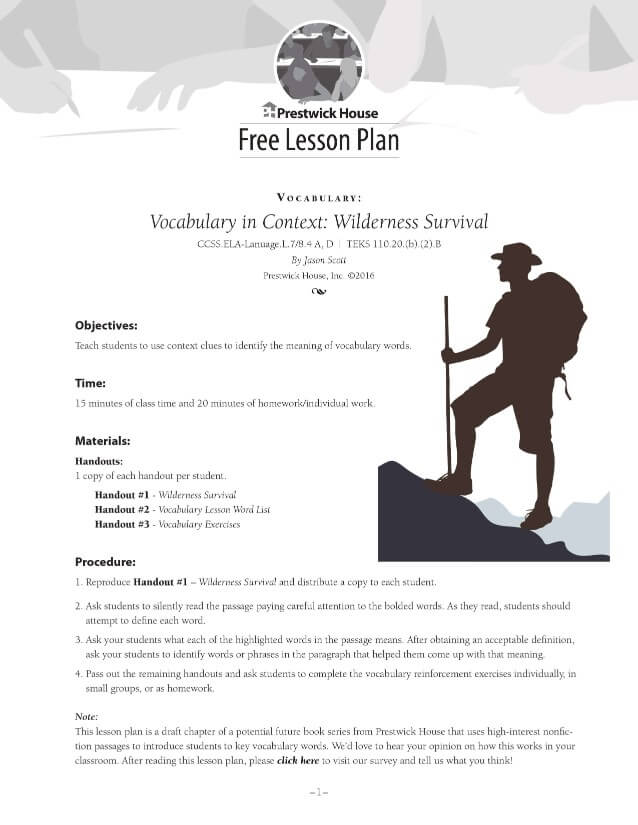 Prestwick House
Free Lesson Plan
VOCABULARY:
Vocabulary in Context: Wilderness Survival
CCSS.ELA-Lanuage.L.7/8.4 A, D | TEKS 110.20.(b).(2).B
By Jason Scott
Prestwick House, Inc. ©2016
Objectives:
Teach students to use context clues to identify the meaning of vocabulary words.
Time:
15 minutes of class time and 20 minutes of homework/individual work.
Materials:
Handouts:
1 copy of each handout per student.
Handout #1 - Wilderness Survival
Handout #2 - Vocabulary Lesson Word List
Handout #3 - Vocabulary Exercises
Procedure:
1. Reproduce Handout #1 – Wilderness Survival and distribute a copy to each student.
2. Ask students to silently read the passage paying careful attention to the bolded words. As they read, students should
attempt to define each word.
3. Ask your students what each of the highlighted words in the passage means. After obtaining an acceptable definition,
ask your students to identify words or phrases in the paragraph that helped them come up with that meaning.
4. Pass out the remaining handouts and ask students to complete the vocabulary reinforcement exercises individually, in
small groups, or as homework.
Note:
This lesson plan is a draft chapter of a potential future book series from Prestwick House that uses high-interest nonfic-
tion passages to introduce students to key vocabulary words. We'd love to hear your opinion on how this works in your
classroom. After reading this lesson plan, please click here to visit our survey and tell us what you think!
–1–